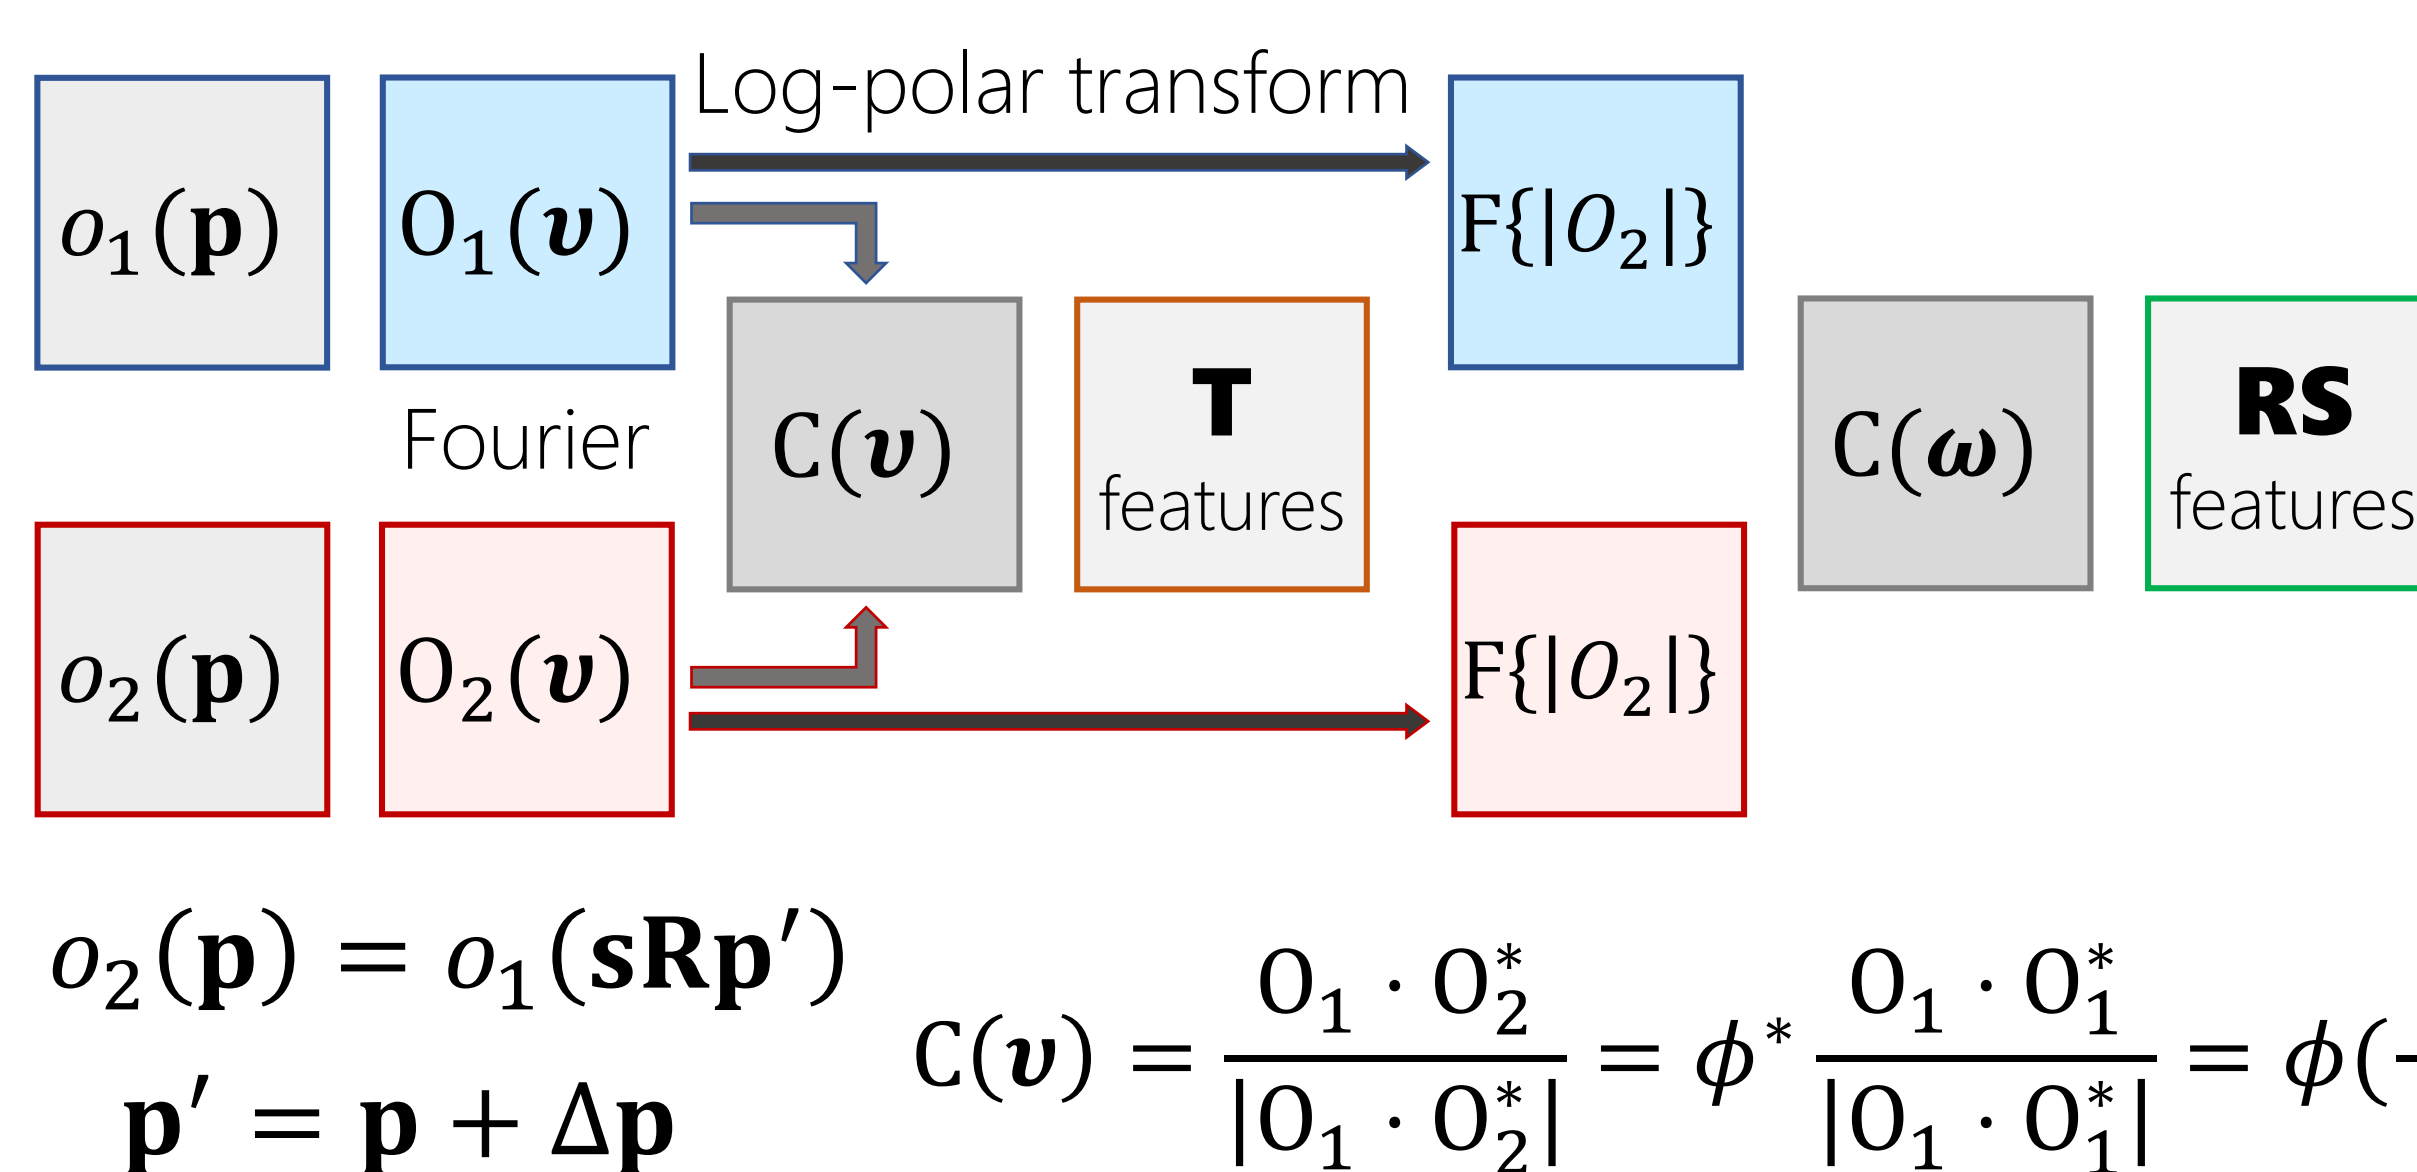 Log-polar transform
o₁(𝐩)
O₁(𝝊)
F{|O₂|}
C(𝝊)
T
features
C(𝝎)
RS
features
Fourier
o₂(𝐩)
O₂(𝝊)
F{|O₂|}
o₂(𝐩) = o₁(𝐬𝐑𝐩′)
𝐩′ = 𝐩 + Δ𝐩
C(𝝊) = O₁ · O₂* / |O₁ · O₂*| = ϕ* O₁ · O₁* / |O₁ · O₁*| = ϕ(